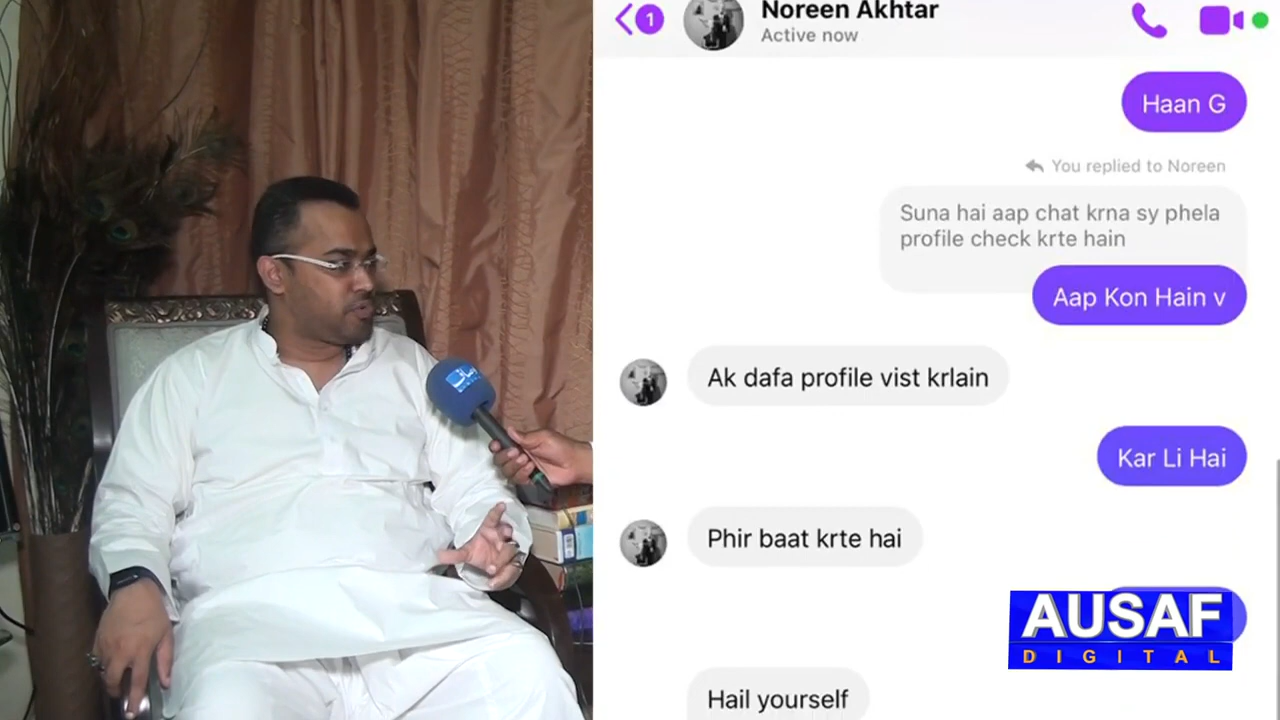 1
Noreen Akhtar
Active now
Haan G
You replied to Noreen
Suna hai aap chat krna sy phela
profile check krte hain
Aap Kon Hain v
Ak dafa profile vist krlain
Kar Li Hai
Phir baat krte hai
AUSAF
DIGITAL
Hail yourself